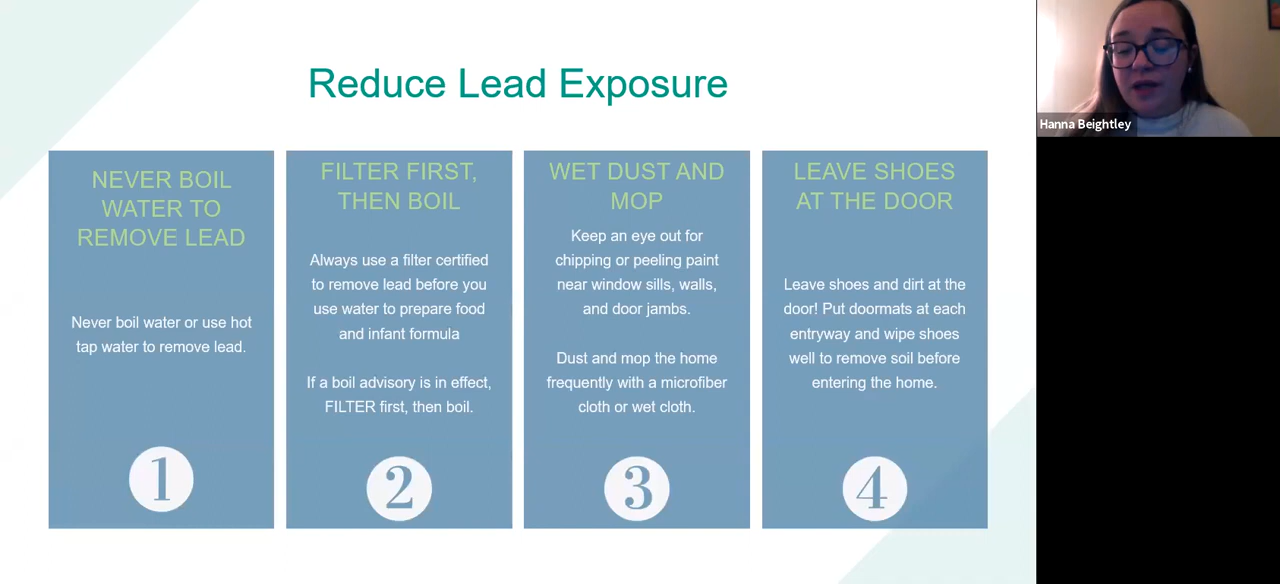 Reduce Lead Exposure
NEVER BOIL
WATER TO
REMOVE LEAD
Never boil water or use hot
tap water to remove lead.
1
FILTER FIRST,
THEN BOIL
Always use a filter certified
to remove lead before you
use water to prepare food
and infant formula
If a boil advisory is in effect,
FILTER first, then boil.
2
WET DUST AND
MOP
Keep an eye out for
chipping or peeling paint
near window sills, walls,
and door jambs.
Dust and mop the home
frequently with a microfiber
cloth or wet cloth.
3
LEAVE SHOES
AT THE DOOR
Leave shoes and dirt at the
door! Put doormats at each
entryway and wipe shoes
well to remove soil before
entering the home.
4
Hanna Beightley